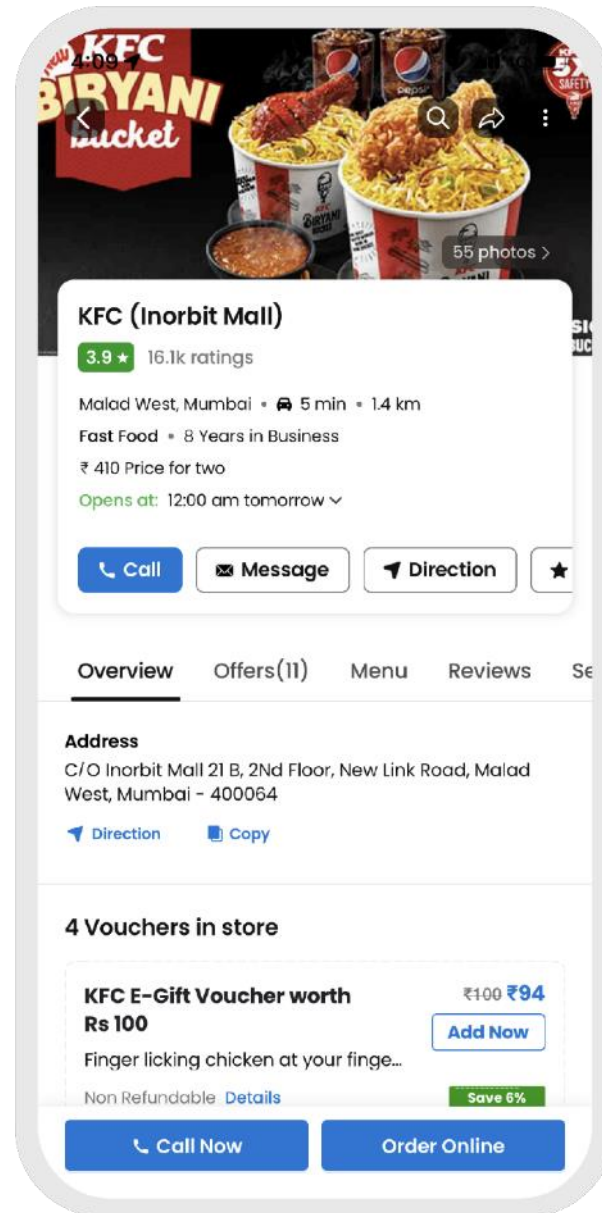 4:09
New KFC
BIRYANI
Bucket
pepsi
KFC
5X
SAFETY
BIRYANI
BUCKET
55 photos >
KFC (Inorbit Mall)
3.9 ★ 16.1k ratings
Malad West, Mumbai • 5 min • 1.4 km
Fast Food • 8 Years in Business
₹ 410 Price for two
Opens at: 12:00 am tomorrow
Call Message Direction
Overview Offers(11) Menu Reviews Se
Address
C/O Inorbit Mall 21 B, 2Nd Floor, New Link Road, Malad
West, Mumbai - 400064
Direction Copy
4 Vouchers in store
KFC E-Gift Voucher worth ₹100 ₹94
Rs 100 Add Now
Finger licking chicken at your finge...
Non Refundable Details Save 6%
Call Now Order Online